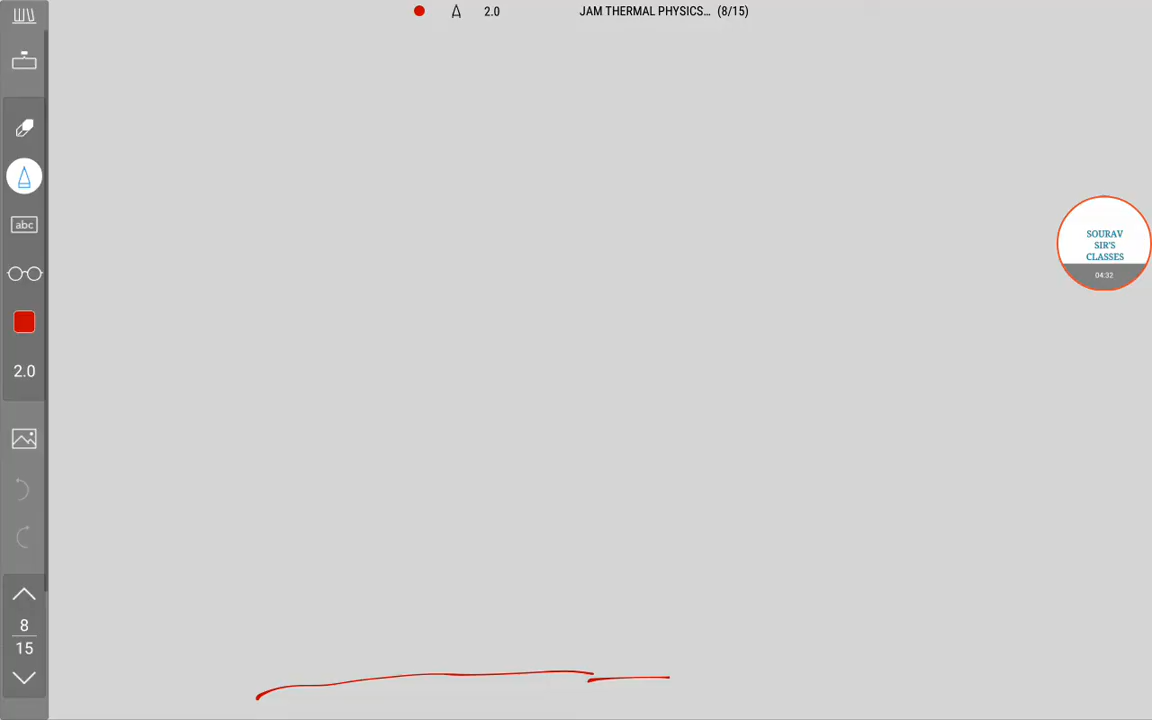 2.0 JAM THERMAL PHYSICS... (8/15)
abc
SOURAV
SIR'S
CLASSES
04:32
2.0
8
15